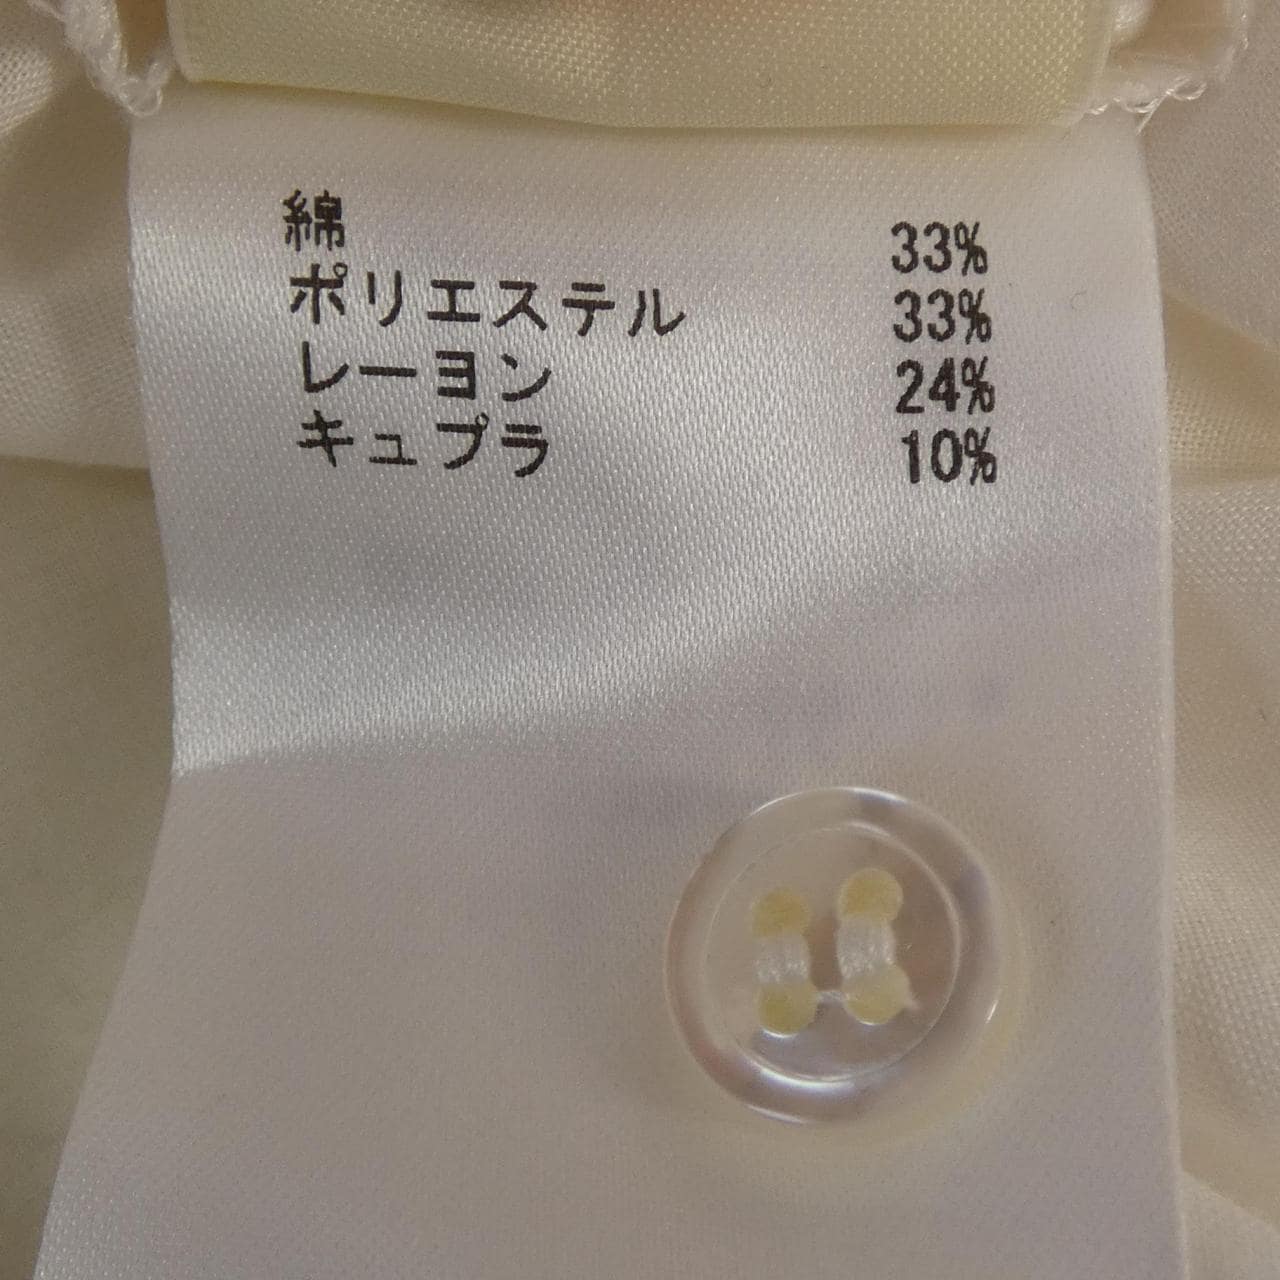 綿 33%
ポリエステル 33%
レーヨン 24%
キュプラ 10%